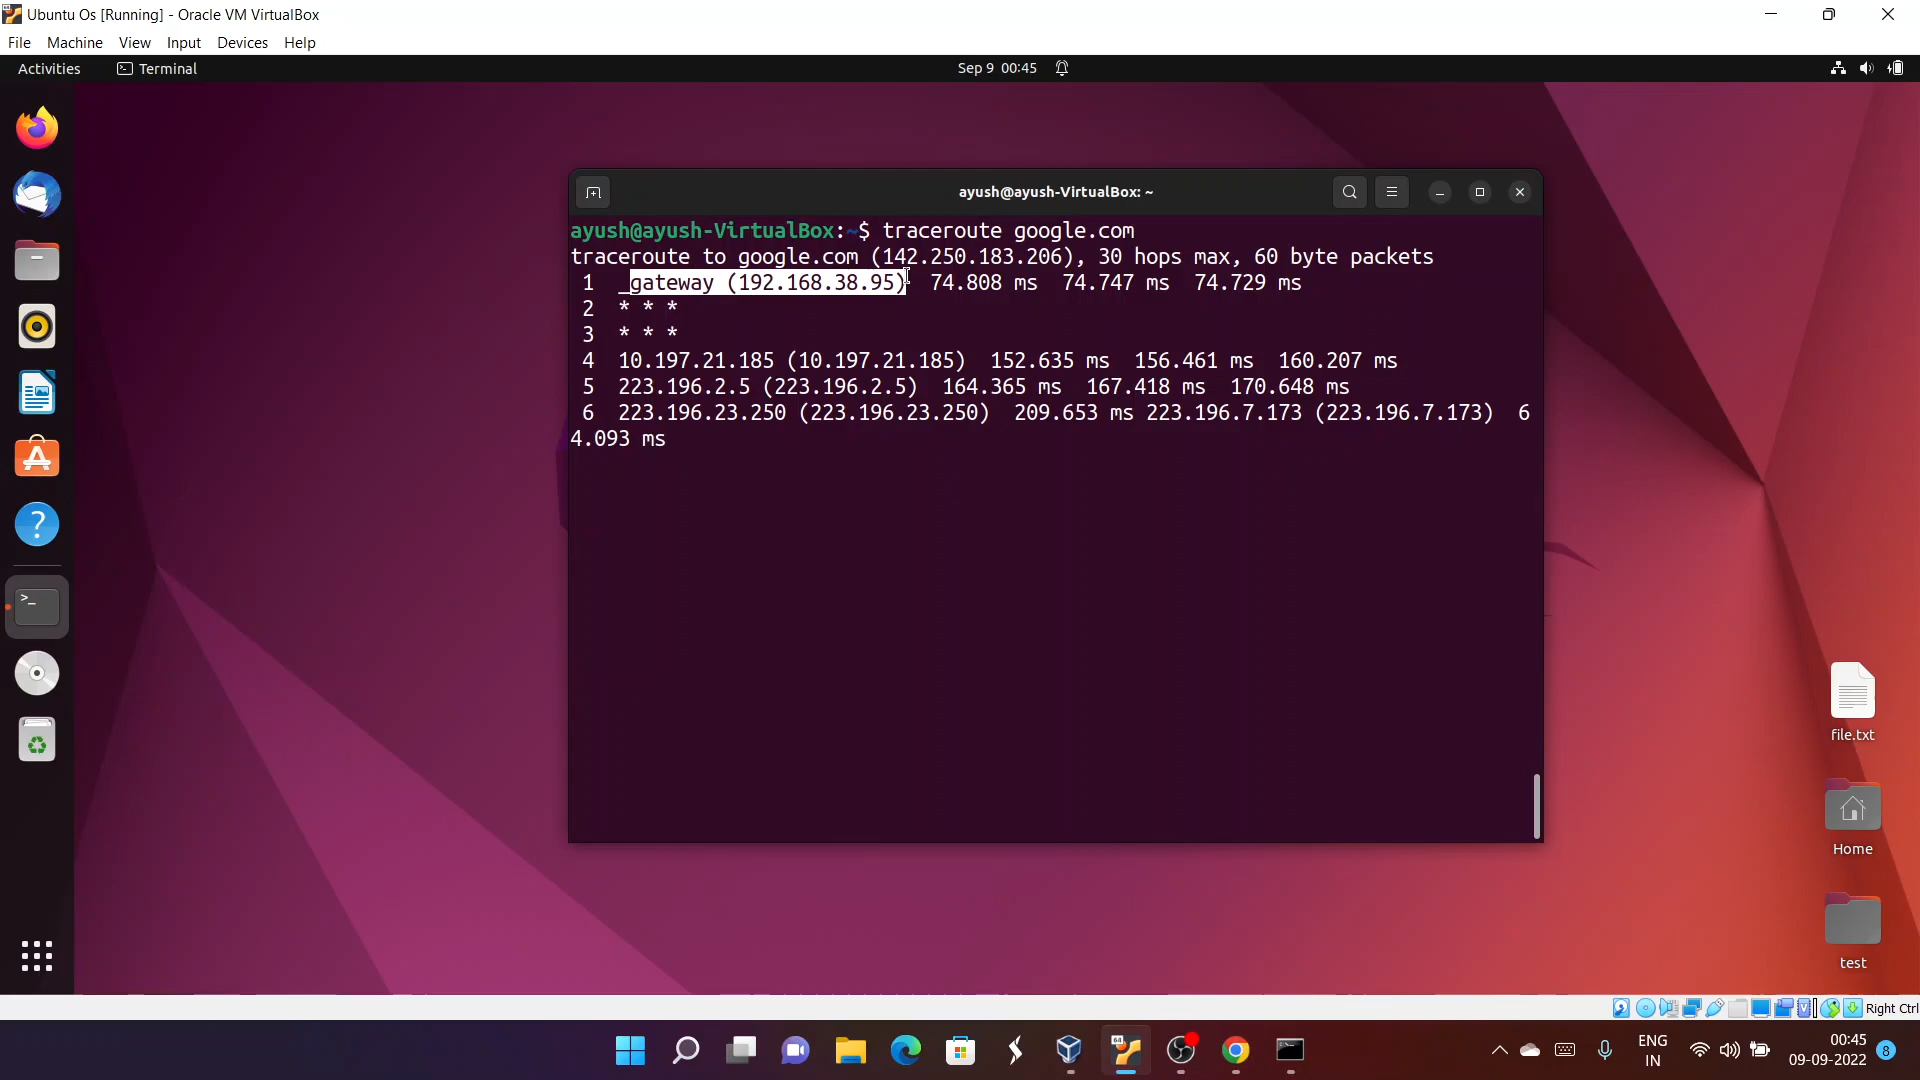 Ubuntu Os [Running] - Oracle VM VirtualBox
File Machine View Input Devices Help
Activities Terminal Sep 9 00:45
ayush@ayush-VirtualBox: ~
ayush@ayush-VirtualBox:~$ traceroute google.com
traceroute to google.com (142.250.183.206), 30 hops max, 60 byte packets
1 _gateway (192.168.38.95) 74.808 ms 74.747 ms 74.729 ms
2 * * *
3 * * *
4 10.197.21.185 (10.197.21.185) 152.635 ms 156.461 ms 160.207 ms
5 223.196.2.5 (223.196.2.5) 164.365 ms 167.418 ms 170.648 ms
6 223.196.23.250 (223.196.23.250) 209.653 ms 223.196.7.173 (223.196.7.173) 6
4.093 ms
file.txt
Home
test
Right Ctrl
ENG
IN
00:45
09-09-2022
8
64